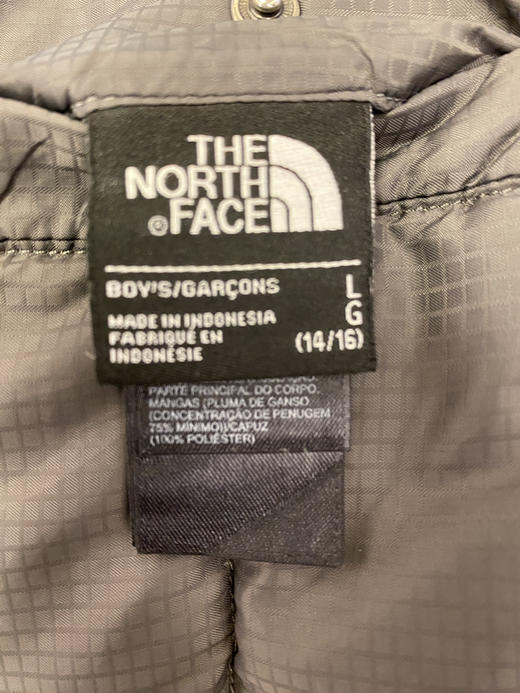 THE
NORTH
®FACE
BOY'S/GARÇONS L
G
MADE IN INDONESIA
FABRIQUÉ EN (14/16)
INDONÉSIE
PARTE PRINCIPAL DO CORPO,
MANGAS (PLUMA DE GANSO
(CONCENTRAÇÃO DE PENUGEM
75% MÍNIMO))/CAPUZ
(100% POLIÉSTER)